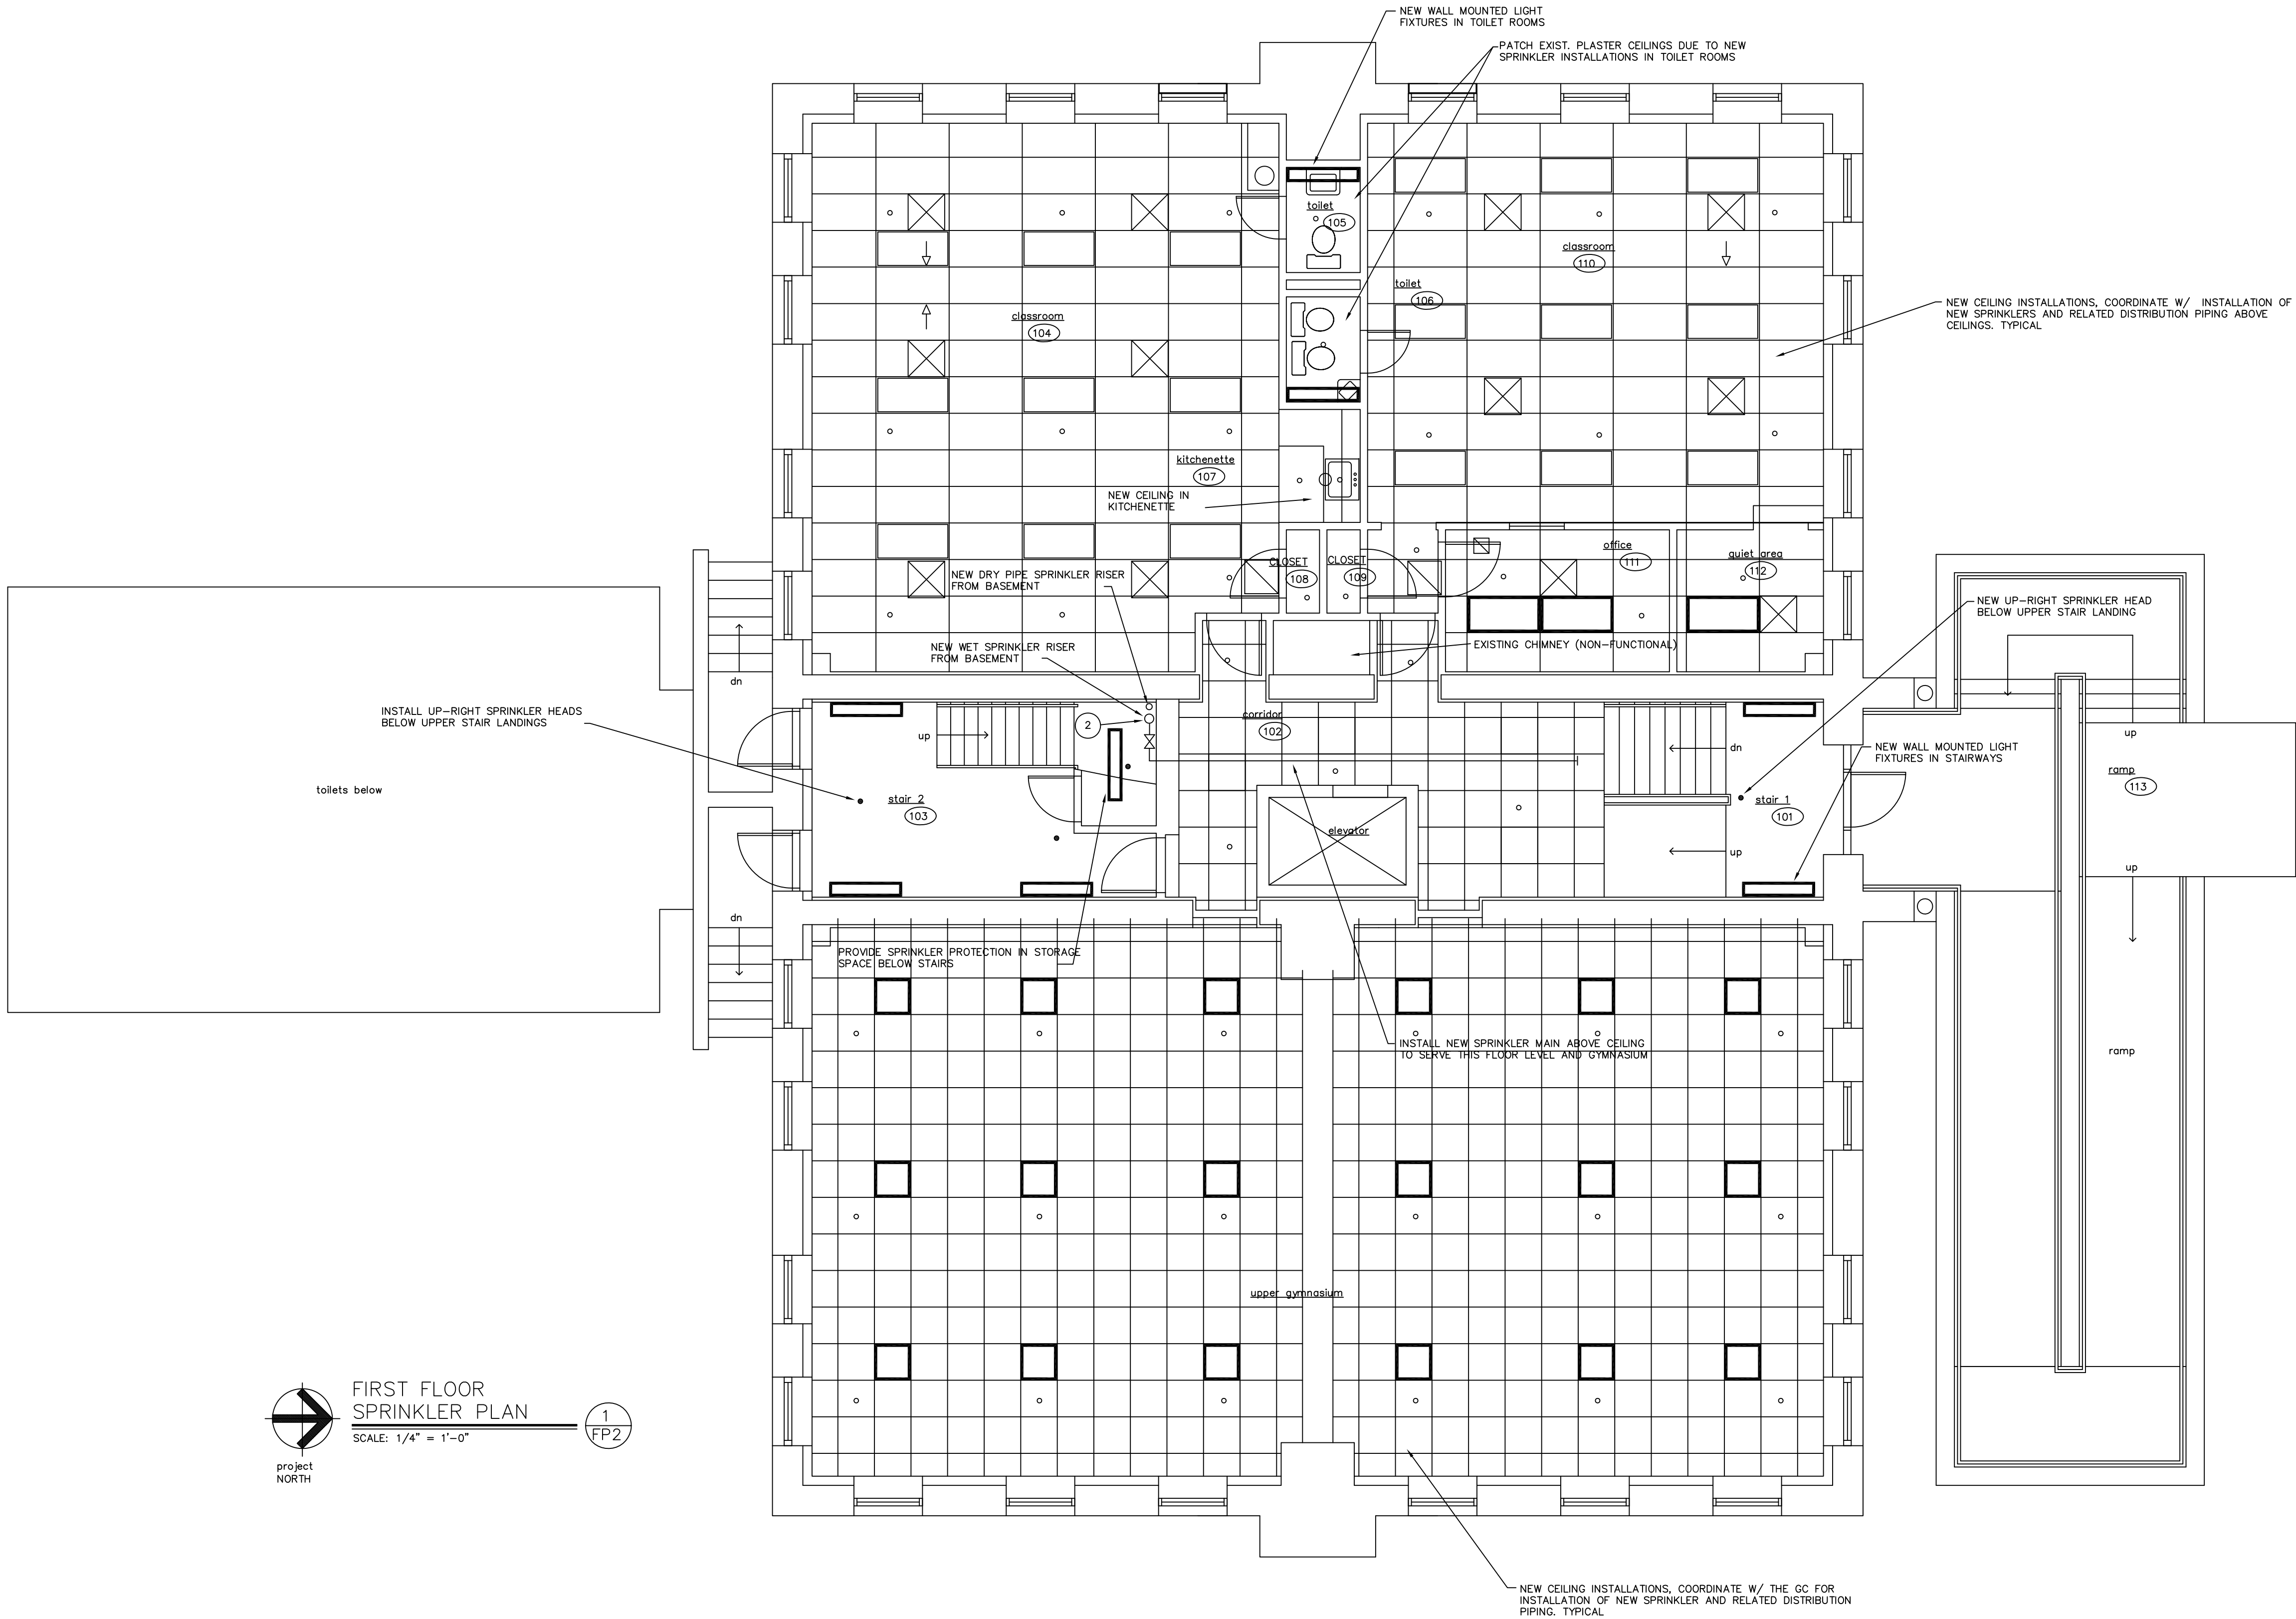 NEW WALL MOUNTED LIGHT
FIXTURES IN TOILET ROOMS
PATCH EXIST. PLASTER CEILINGS DUE TO NEW
SPRINKLER INSTALLATIONS IN TOILET ROOMS
toilet
105
classroom
110
toilet
106
classroom
104
NEW CEILING INSTALLATIONS, COORDINATE W/ INSTALLATION OF
NEW SPRINKLERS AND RELATED DISTRIBUTION PIPING ABOVE
CEILINGS. TYPICAL
kitchenette
107
NEW CEILING IN
KITCHENETTE
CLOSET
108
CLOSET
109
office
111
quiet area
112
NEW DRY PIPE SPRINKLER RISER
FROM BASEMENT
NEW UP-RIGHT SPRINKLER HEAD
BELOW UPPER STAIR LANDING
NEW WET SPRINKLER RISER
FROM BASEMENT
EXISTING CHIMNEY (NON-FUNCTIONAL)
dn
INSTALL UP-RIGHT SPRINKLER HEADS
BELOW UPPER STAIR LANDINGS
up
2
corridor
102
dn
NEW WALL MOUNTED LIGHT
FIXTURES IN STAIRWAYS
up
ramp
113
toilets below
stair 2
103
elevator
stair 1
101
up
up
dn
PROVIDE SPRINKLER PROTECTION IN STORAGE
SPACE BELOW STAIRS
INSTALL NEW SPRINKLER MAIN ABOVE CEILING
TO SERVE THIS FLOOR LEVEL AND GYMNASIUM
ramp
upper gymnasium
FIRST FLOOR
SPRINKLER PLAN
SCALE: 1/4" = 1'-0"
1
FP2
project
NORTH
NEW CEILING INSTALLATIONS, COORDINATE W/ THE GC FOR
INSTALLATION OF NEW SPRINKLER AND RELATED DISTRIBUTION
PIPING. TYPICAL